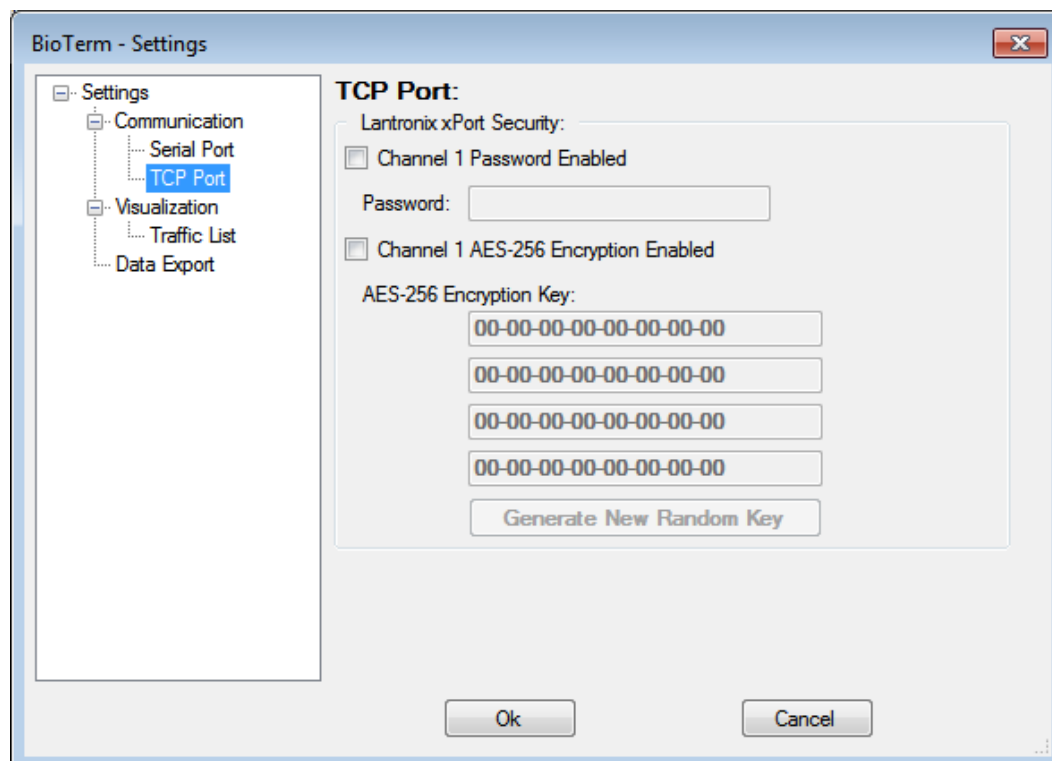 BioTerm - Settings
Settings
Communication
Serial Port
TCP Port
Visualization
Traffic List
Data Export
TCP Port:
Lantronix xPort Security:
Channel 1 Password Enabled
Password:
Channel 1 AES-256 Encryption Enabled
AES-256 Encryption Key:
00-00-00-00-00-00-00-00
00-00-00-00-00-00-00-00
00-00-00-00-00-00-00-00
00-00-00-00-00-00-00-00
Generate New Random Key
Ok Cancel